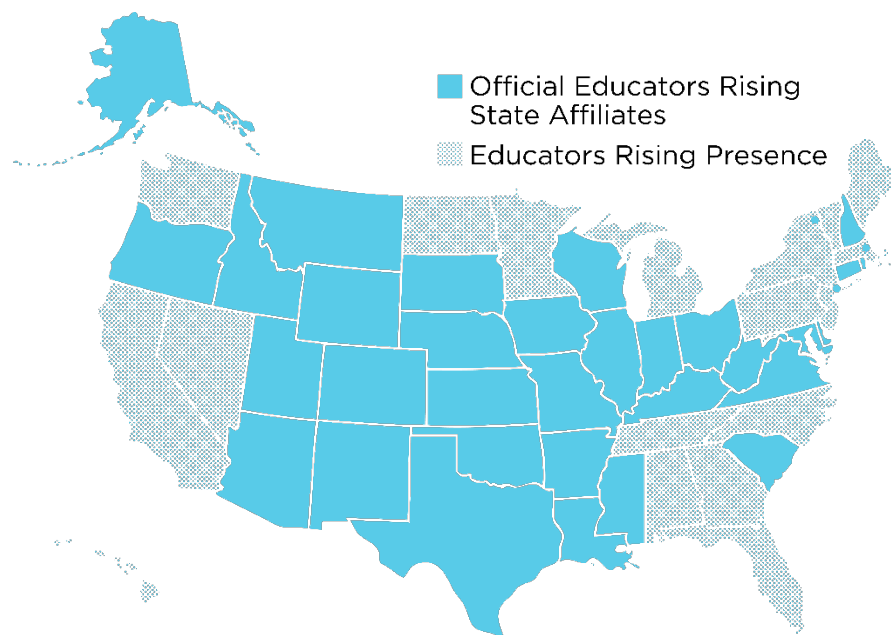 Official Educators Rising
State Affiliates
Educators Rising Presence